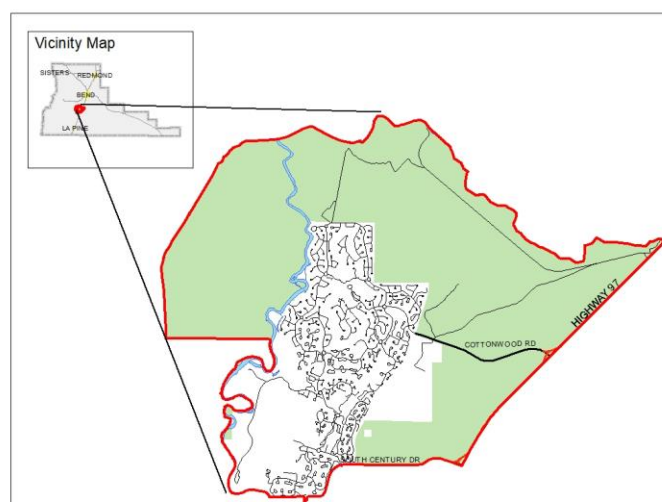 Vicinity Map
SISTERS
REDMOND
BEND
LA PINE
HIGHWAY 97
COTTONWOOD RD
SOUTH CENTURY DR